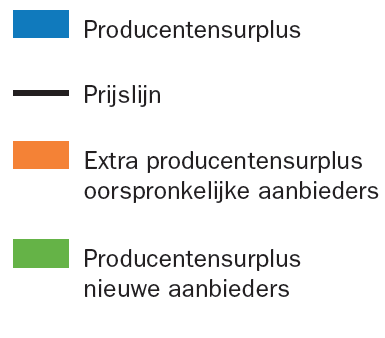 Producentensurplus
Prijslijn
Extra producentensurplus
oorspronkelijke aanbieders
Producentensurplus
nieuwe aanbieders